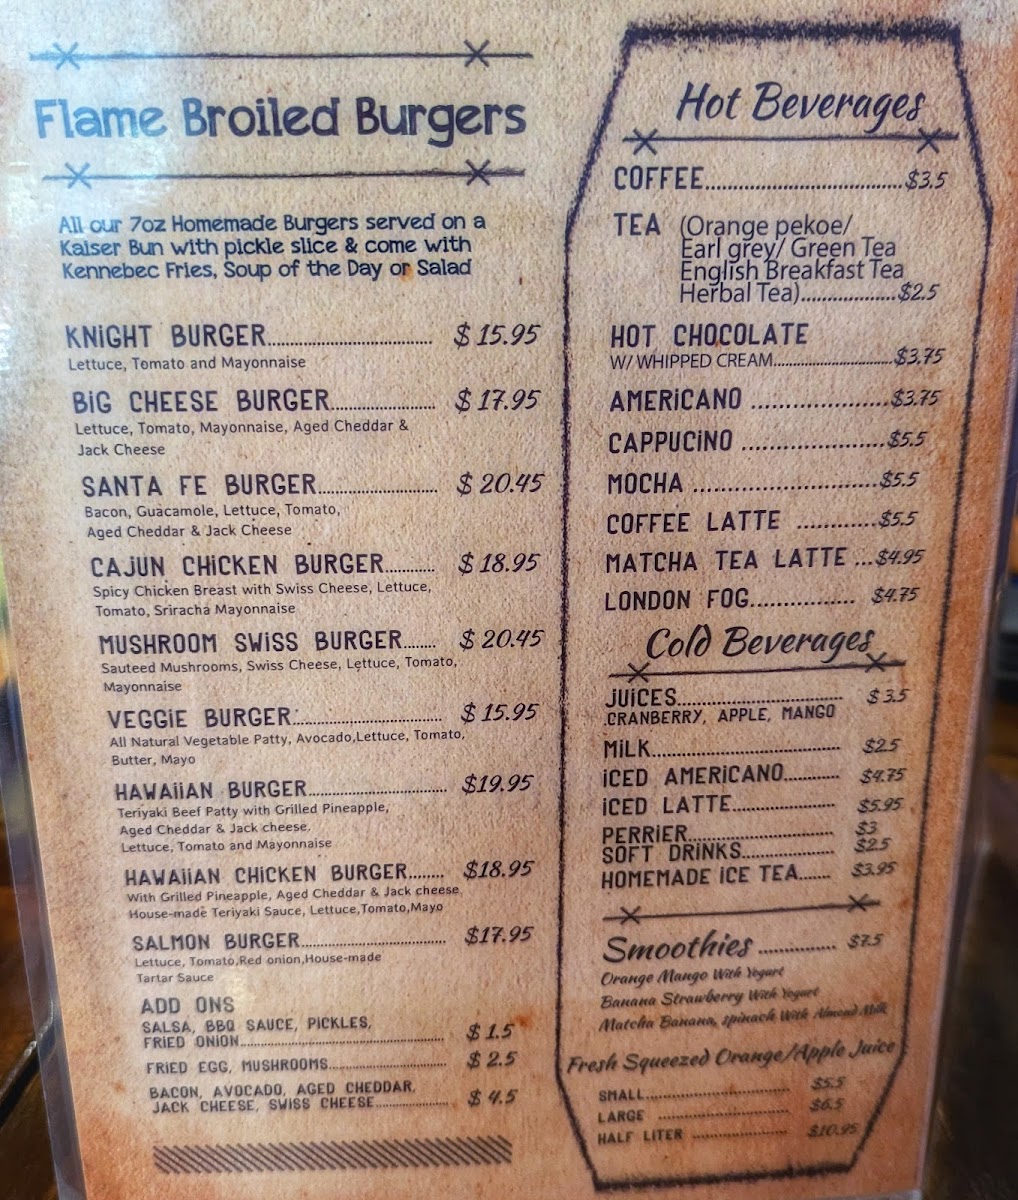 Flame Broiled Burgers
All our 7oz Homemade Burgers served on a
Kaiser Bun with pickle slice & come with
Kennebec Fries, Soup of the Day or Salad
KNiGHT BURGER................................. $ 15.95
Lettuce, Tomato and Mayonnaise
BiG CHEESE BURGER..................... $ 17.95
Lettuce, Tomato, Mayonnaise, Aged Cheddar &
Jack Cheese
SANTA FE BURGER........................ $ 20.45
Bacon, Guacamole, Lettuce, Tomato,
Aged Cheddar & Jack Cheese
CAJUN CHiCKEN BURGER.......... $ 18.95
Spicy Chicken Breast with Swiss Cheese, Lettuce,
Tomato, Sriracha Mayonnaise
MUSHROOM SWiSS BURGER....... $ 20.45
Sauteed Mushrooms, Swiss Cheese, Lettuce, Tomato,
Mayonnaise
VEGGiE BURGER.............................. $ 15.95
All Natural Vegetable Patty, Avocado,Lettuce, Tomato,
Butter, Mayo
HAWAiiAN BURGER............................ $19.95
Teriyaki Beef Patty with Grilled Pineapple,
Aged Cheddar & Jack cheese.
Lettuce, Tomato and Mayonnaise
HAWAiiAN CHiCKEN BURGER........ $18.95
With Grilled Pineapple, Aged Cheddar & Jack cheese
House-made Teriyaki Sauce, Lettuce,Tomato,Mayo
SALMON BURGER............................. $17.95
Lettuce, Tomato,Red onion,House-made
Tartar Sauce
ADD ONS
SALSA, BBQ SAUCE, PiCKLES,
FRiED ONiON......................................... $ 1.5
FRiED EGG, MUSHROOMS........................ $ 2.5
BACON, AVOCADO, AGED CHEDDAR,
JACK CHEESE, SWiSS CHEESE............... $ 4.5
Hot Beverages
COFFEE.................................$3.5
TEA (Orange pekoe/
Earl grey/ Green Tea
English Breakfast Tea
Herbal Tea)...................$2.5
HOT CHOCOLATE
W/ WHIPPED CREAM..........................$3.75
AMERiCANO .....................$3.75
CAPPUCiNO .....................$5.5
MOCHA ...........................$5.5
COFFEE LATTE ............$5.5
MATCHA TEA LATTE ...$4.95
LONDON FOG............... $4.75
Cold Beverages
JUiCES............................ $ 3.5
.CRANBERRY, APPLE, MANGO
MiLK................................ $2.5
iCED AMERiCANO.......... $4.75
iCED LATTE.................. $5.95
PERRiER......................... $3
SOFT DRiNKS................ $2.5
HOMEMADE iCE TEA...... $3.95
Smoothies ............. $7.5
Orange Mango With Yogurt
Banana Strawberry With Yogurt
Matcha Banana, spinach With Almond Milk
Fresh Squeezed Orange/Apple Juice
SMALL........................... $5.5
LARGE ......................... $6.5
HALF LiTER .................. $10.95